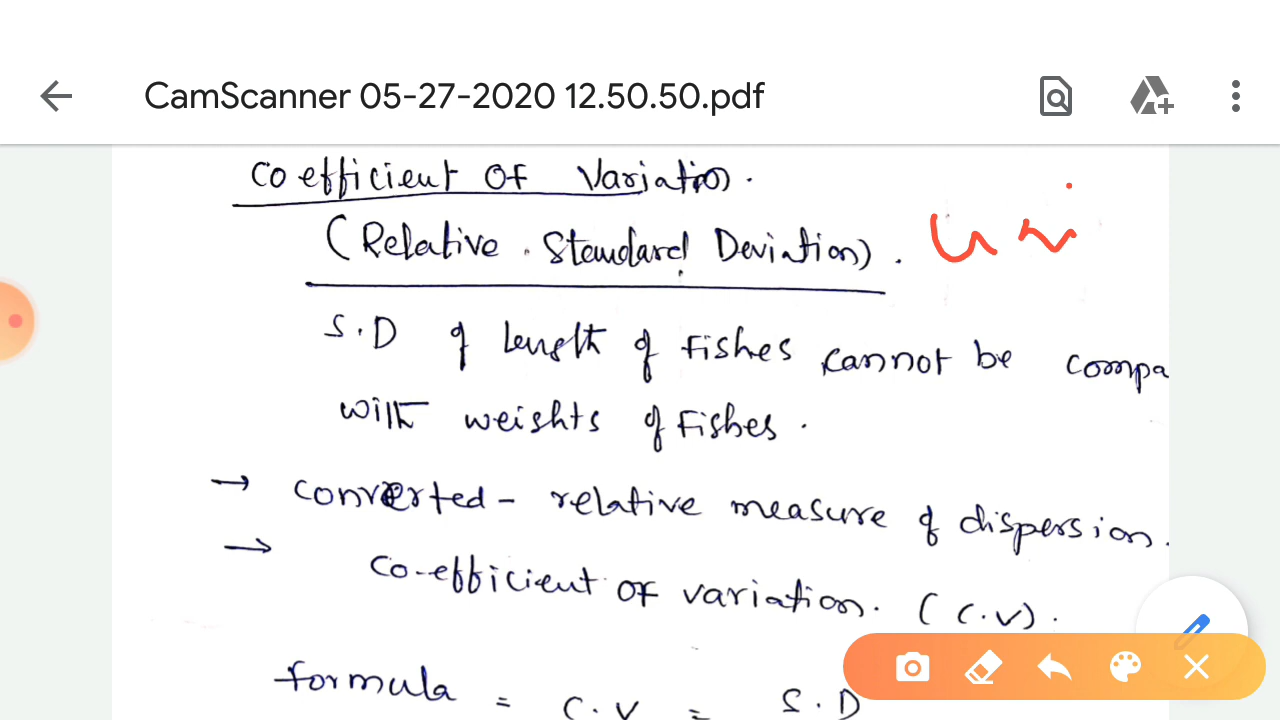 CamScanner 05-27-2020 12.50.50.pdf
Coefficient OF Variation.
(Relative. Standard Deviation).
S.D of length of Fishes cannot be compa
with weights of Fishes.
→ converted - relative measure of dispersion.
→ Co-efficient OF variation. (C.V).
formula = C.V = S.D